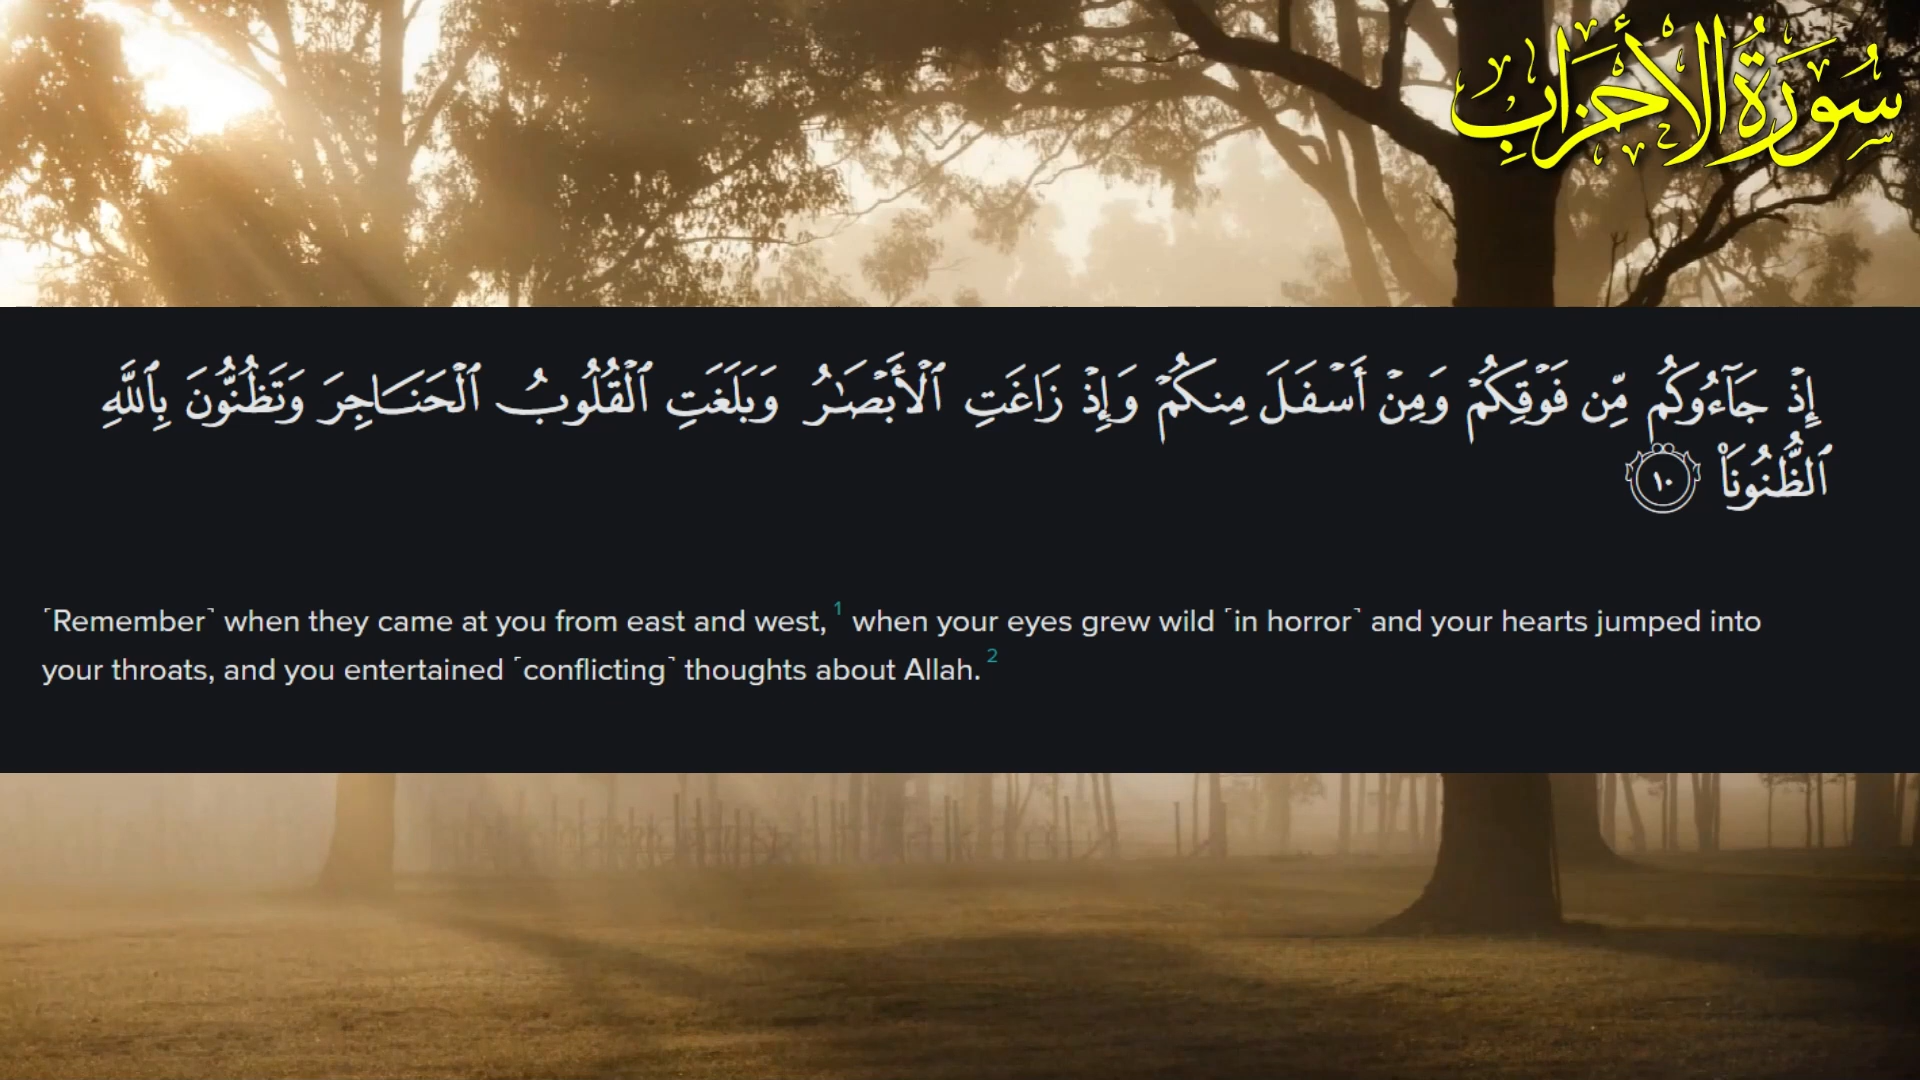 سُورَةُ الْأَحْزَابِ
إِذْ جَآءُوكُم مِّن فَوْقِكُمْ وَمِنْ أَسْفَلَ مِنكُمْ وَإِذْ زَاغَتِ ٱلْأَبْصَـٰرُ وَبَلَغَتِ ٱلْقُلُوبُ ٱلْحَنَاجِرَ وَتَظُنُّونَ بِٱللَّهِ
ٱلظُّنُونَا۠ ١٠
⸢Remember⸣ when they came at you from east and west, 1 when your eyes grew wild ⸢in horror⸣ and your hearts jumped into
your throats, and you entertained ⸢conflicting⸣ thoughts about Allah. 2